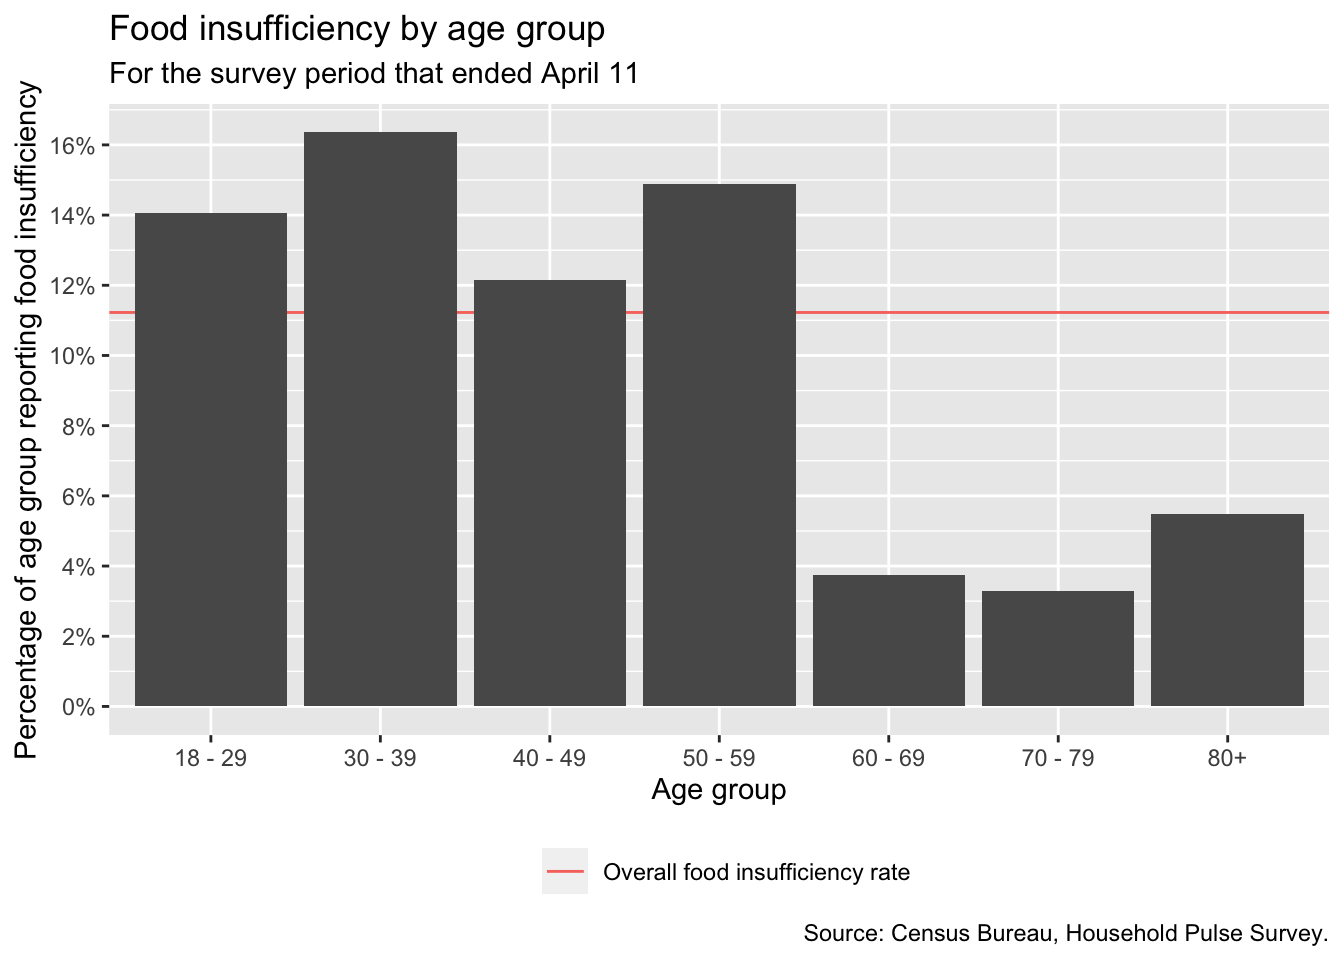 Food insufficiency by age group
For the survey period that ended April 11
Percentage of age group reporting food insufficiency
16%
14%
12%
10%
8%
6%
4%
2%
0%
18 - 29
30 - 39
40 - 49
50 - 59
60 - 69
70 - 79
80+
Age group
Overall food insufficiency rate
Source: Census Bureau, Household Pulse Survey.